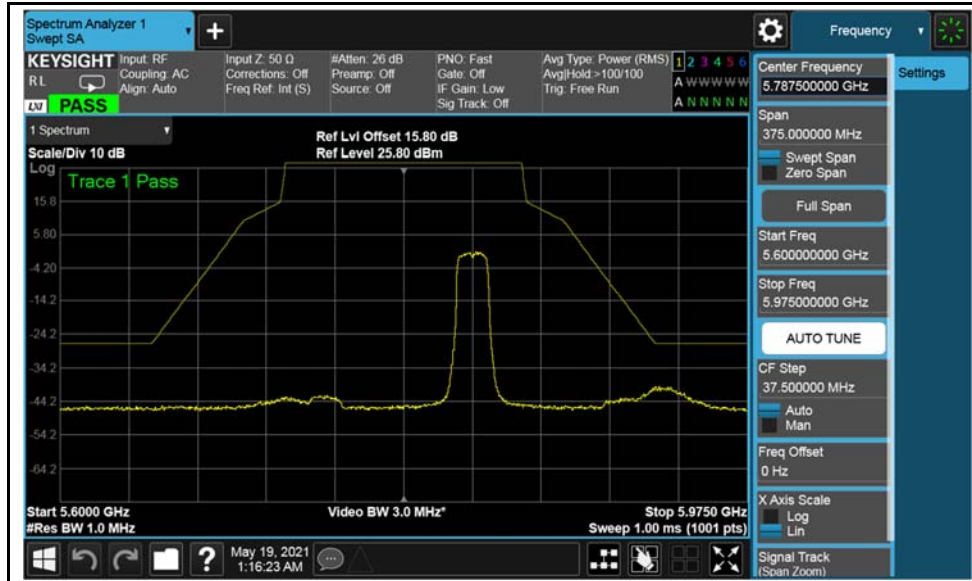 Spectrum Analyzer 1
Swept SA
+
Frequency
KEYSIGHT
RL
LXI
PASS
Input: RF
Coupling: AC
Align: Auto
Input Z: 50 Ω
Corrections: Off
Freq Ref: Int (S)
#Atten: 26 dB
Preamp: Off
Source: Off
PNO: Fast
Gate: Off
IF Gain: Low
Sig Track: Off
Avg Type: Power (RMS)
Avg|Hold:>100/100
Trig: Free Run
1 2 3 4 5 6
A W W W W W
A N N N N N
1 Spectrum
Scale/Div 10 dB
Ref Lvl Offset 15.80 dB
Ref Level 25.80 dBm
Log
Trace 1 Pass
15.8
5.80
-4.20
-14.2
-24.2
-34.2
-44.2
-54.2
-64.2
Start 5.6000 GHz
#Res BW 1.0 MHz
Video BW 3.0 MHz*
Stop 5.9750 GHz
Sweep 1.00 ms (1001 pts)
?
May 19, 2021
1:16:23 AM
Center Frequency
5.787500000 GHz
Settings
Span
375.000000 MHz
Swept Span
Zero Span
Full Span
Start Freq
5.600000000 GHz
Stop Freq
5.975000000 GHz
AUTO TUNE
CF Step
37.500000 MHz
Auto
Man
Freq Offset
0 Hz
X Axis Scale
Log
Lin
Signal Track
(Span Zoom)